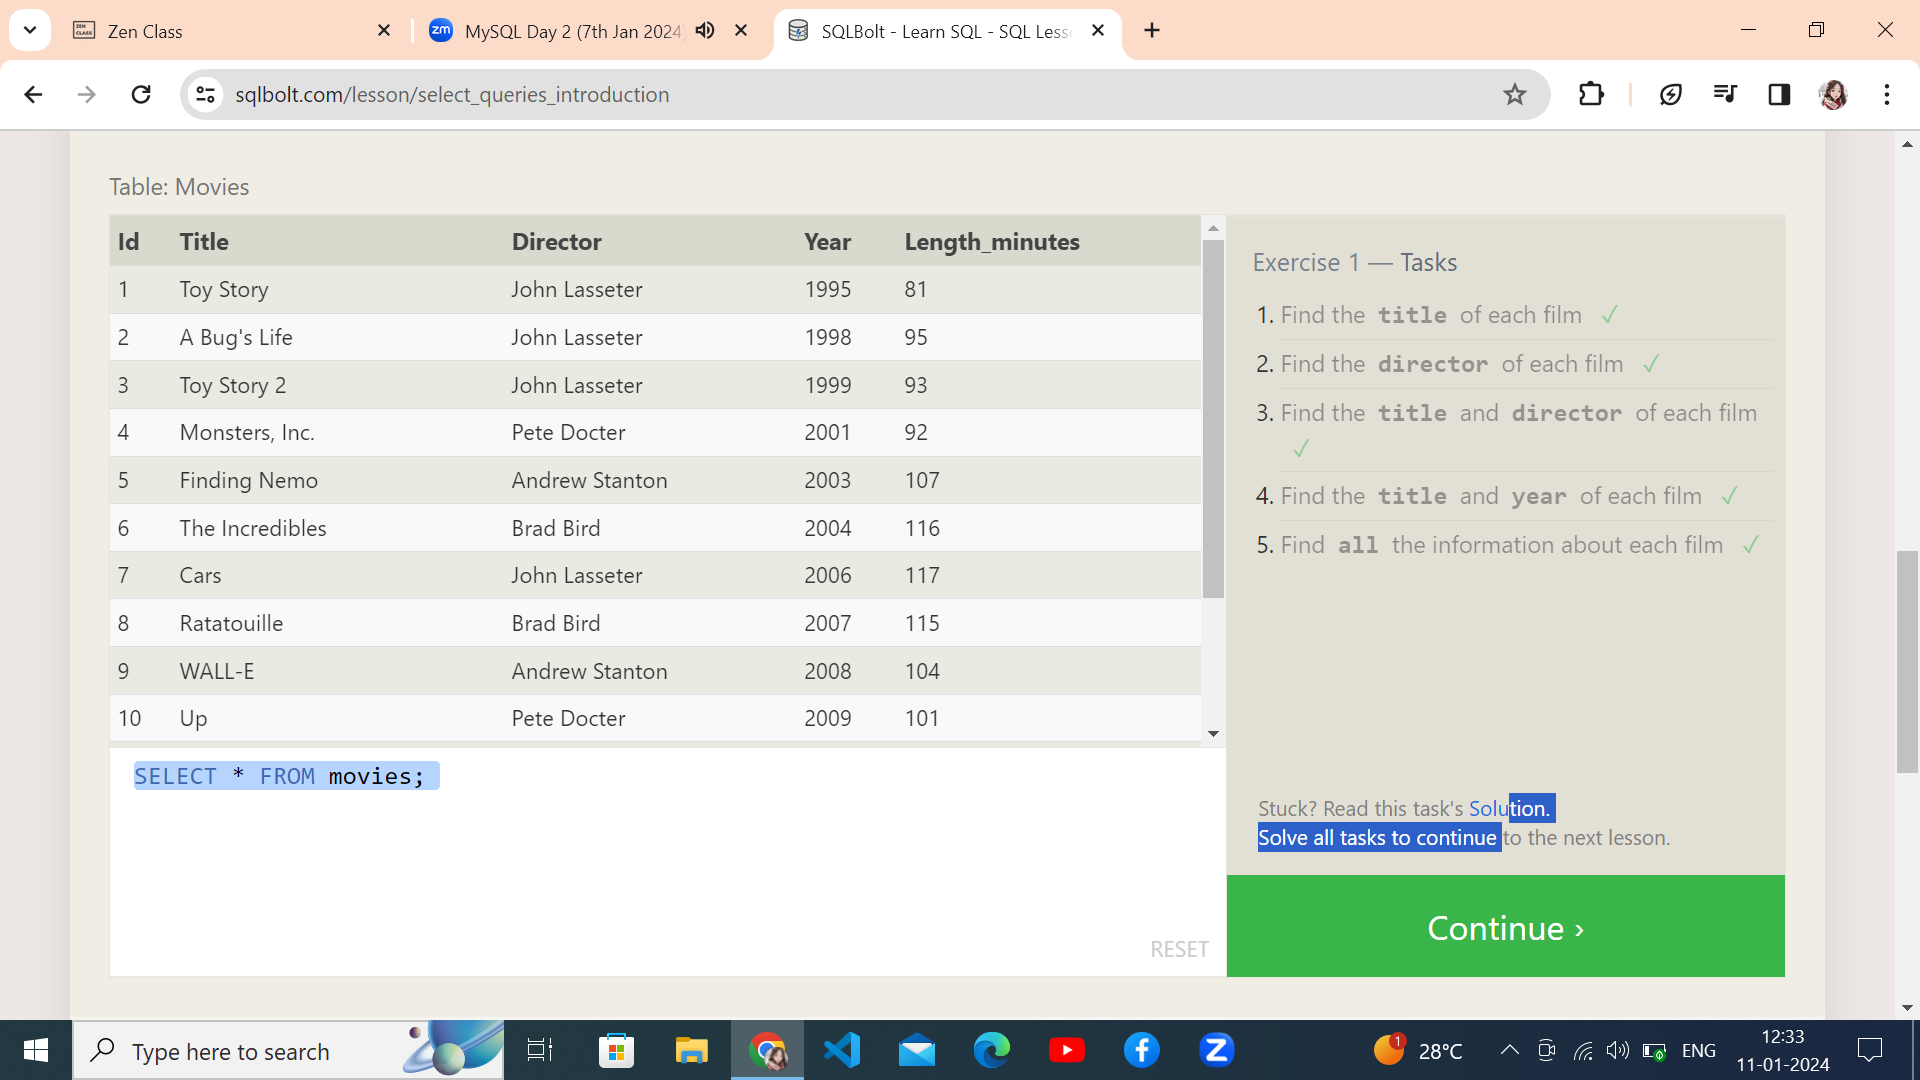 Zen Class
MySQL Day 2 (7th Jan 2024)
SQLBolt - Learn SQL - SQL Less
sqlbolt.com/lesson/select_queries_introduction
Table: Movies
Id Title Director Year Length_minutes
1 Toy Story John Lasseter 1995 81
2 A Bug's Life John Lasseter 1998 95
3 Toy Story 2 John Lasseter 1999 93
4 Monsters, Inc. Pete Docter 2001 92
5 Finding Nemo Andrew Stanton 2003 107
6 The Incredibles Brad Bird 2004 116
7 Cars John Lasseter 2006 117
8 Ratatouille Brad Bird 2007 115
9 WALL-E Andrew Stanton 2008 104
10 Up Pete Docter 2009 101
SELECT * FROM movies;
RESET
Exercise 1 — Tasks
1. Find the title of each film ✓
2. Find the director of each film ✓
3. Find the title and director of each film
✓
4. Find the title and year of each film ✓
5. Find all the information about each film ✓
Stuck? Read this task's Solution.
Solve all tasks to continue to the next lesson.
Continue ›
Type here to search
1
28°C
ENG
12:33
11-01-2024